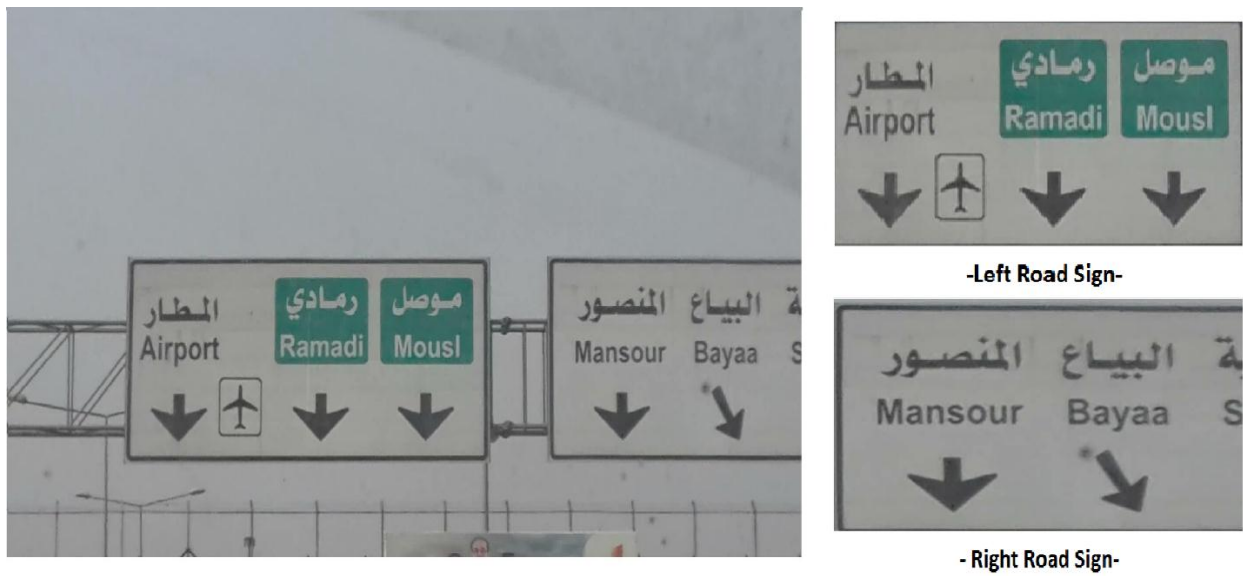 المطار
Airport
رمادي
Ramadi
موصل
Mousl
المنصور
Mansour
البياع
Bayaa
المطار
Airport
رمادي
Ramadi
موصل
Mousl
-Left Road Sign-
المنصور
Mansour
البياع
Bayaa
- Right Road Sign-